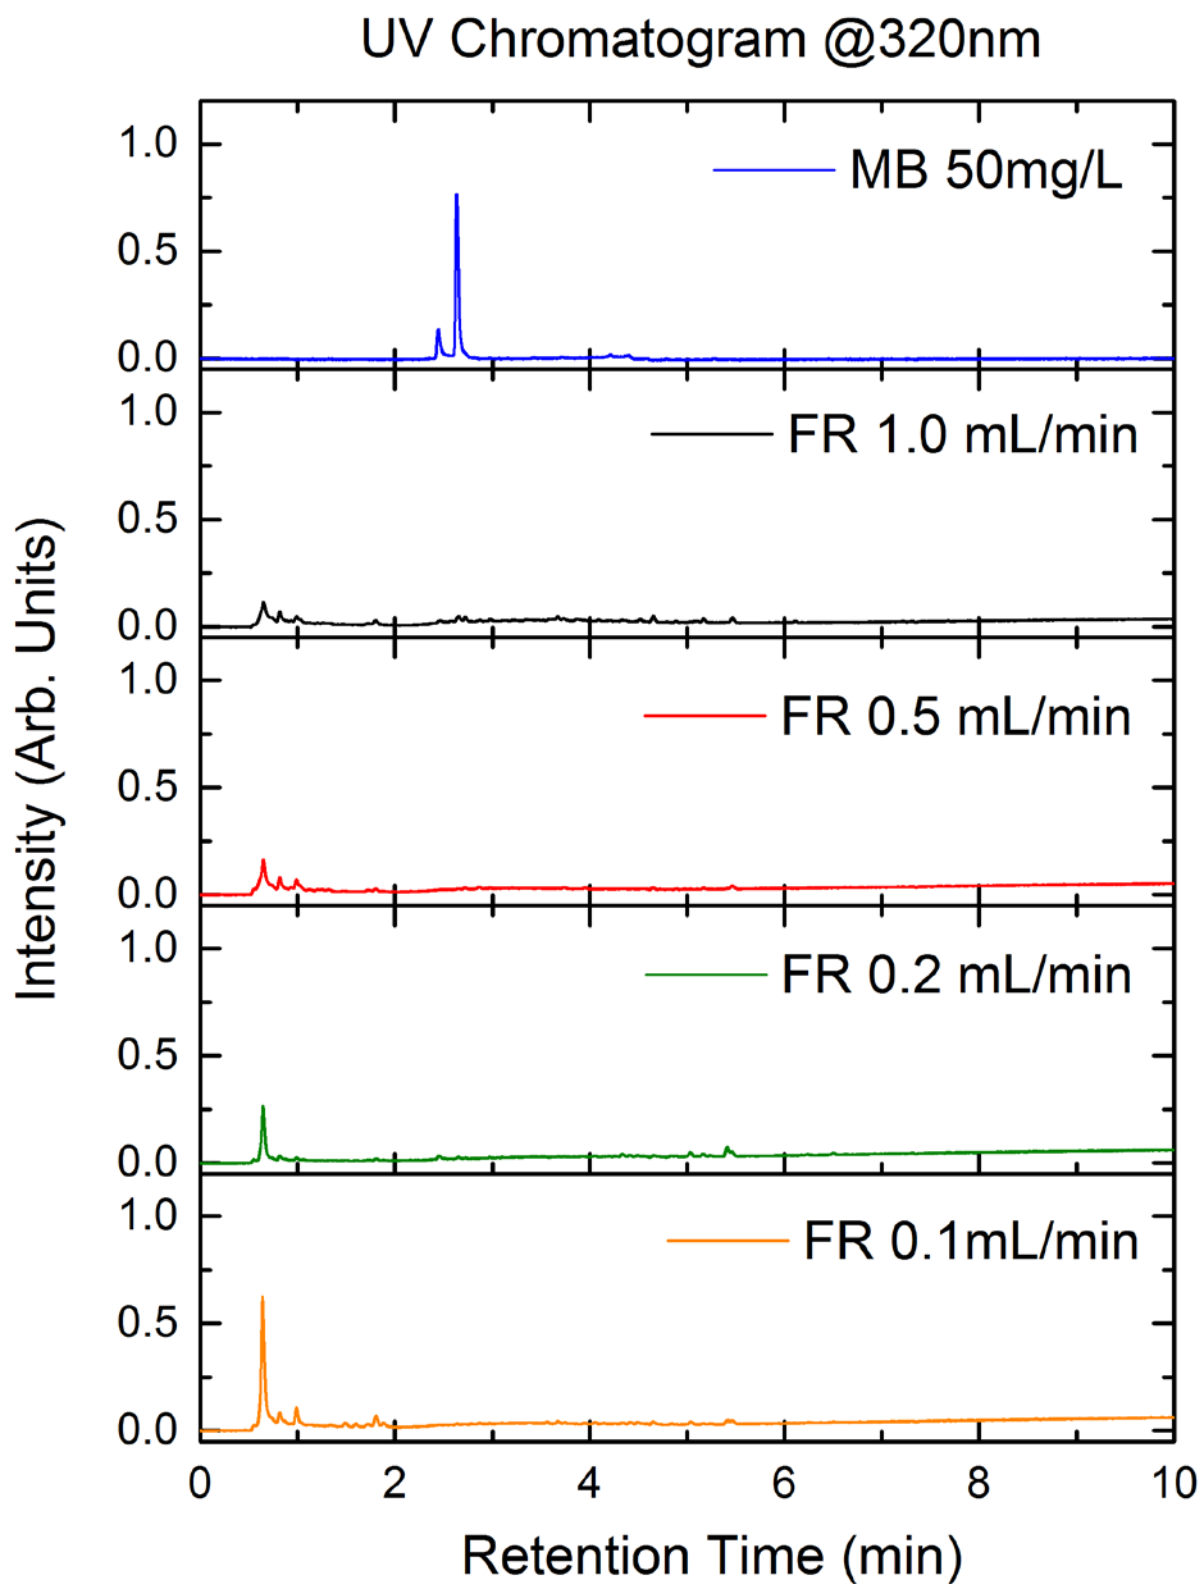 UV Chromatogram @320nm
1.0
MB 50mg/L
0.5
0.0
1.0
FR 1.0 mL/min
0.5
0.0
1.0
FR 0.5 mL/min
0.5
0.0
1.0
FR 0.2 mL/min
0.5
0.0
1.0
FR 0.1mL/min
0.5
0.0
Intensity (Arb. Units)
0 2 4 6 8 10
Retention Time (min)